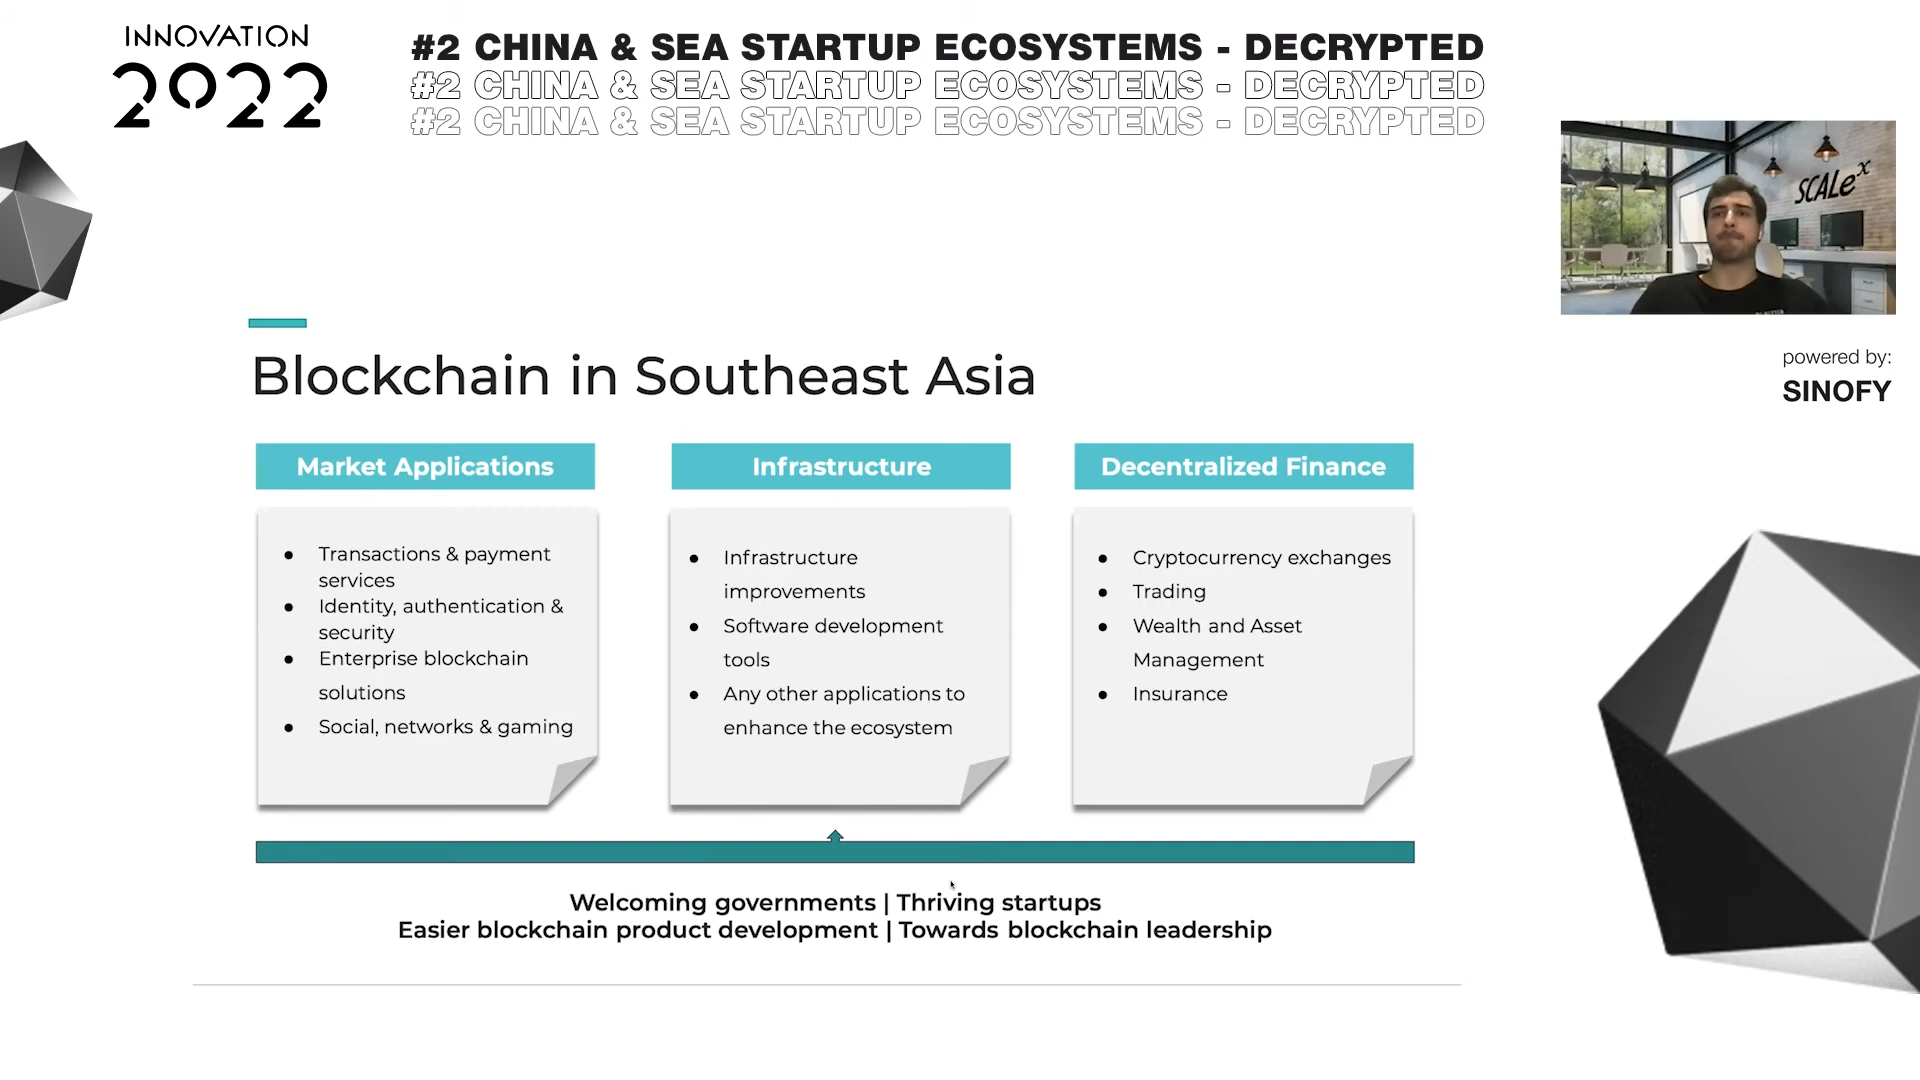 INNOVATION
2022
#2 CHINA & SEA STARTUP ECOSYSTEMS - DECRYPTED
#2 CHINA & SEA STARTUP ECOSYSTEMS - DECRYPTED
#2 CHINA & SEA STARTUP ECOSYSTEMS - DECRYPTED
SCALeX
powered by:
SINOFY
Blockchain in Southeast Asia
Market Applications
• Transactions & payment
services
• Identity, authentication &
security
• Enterprise blockchain
solutions
• Social, networks & gaming
Infrastructure
• Infrastructure
improvements
• Software development
tools
• Any other applications to
enhance the ecosystem
Decentralized Finance
• Cryptocurrency exchanges
• Trading
• Wealth and Asset
Management
• Insurance
Welcoming governments | Thriving startups
Easier blockchain product development | Towards blockchain leadership